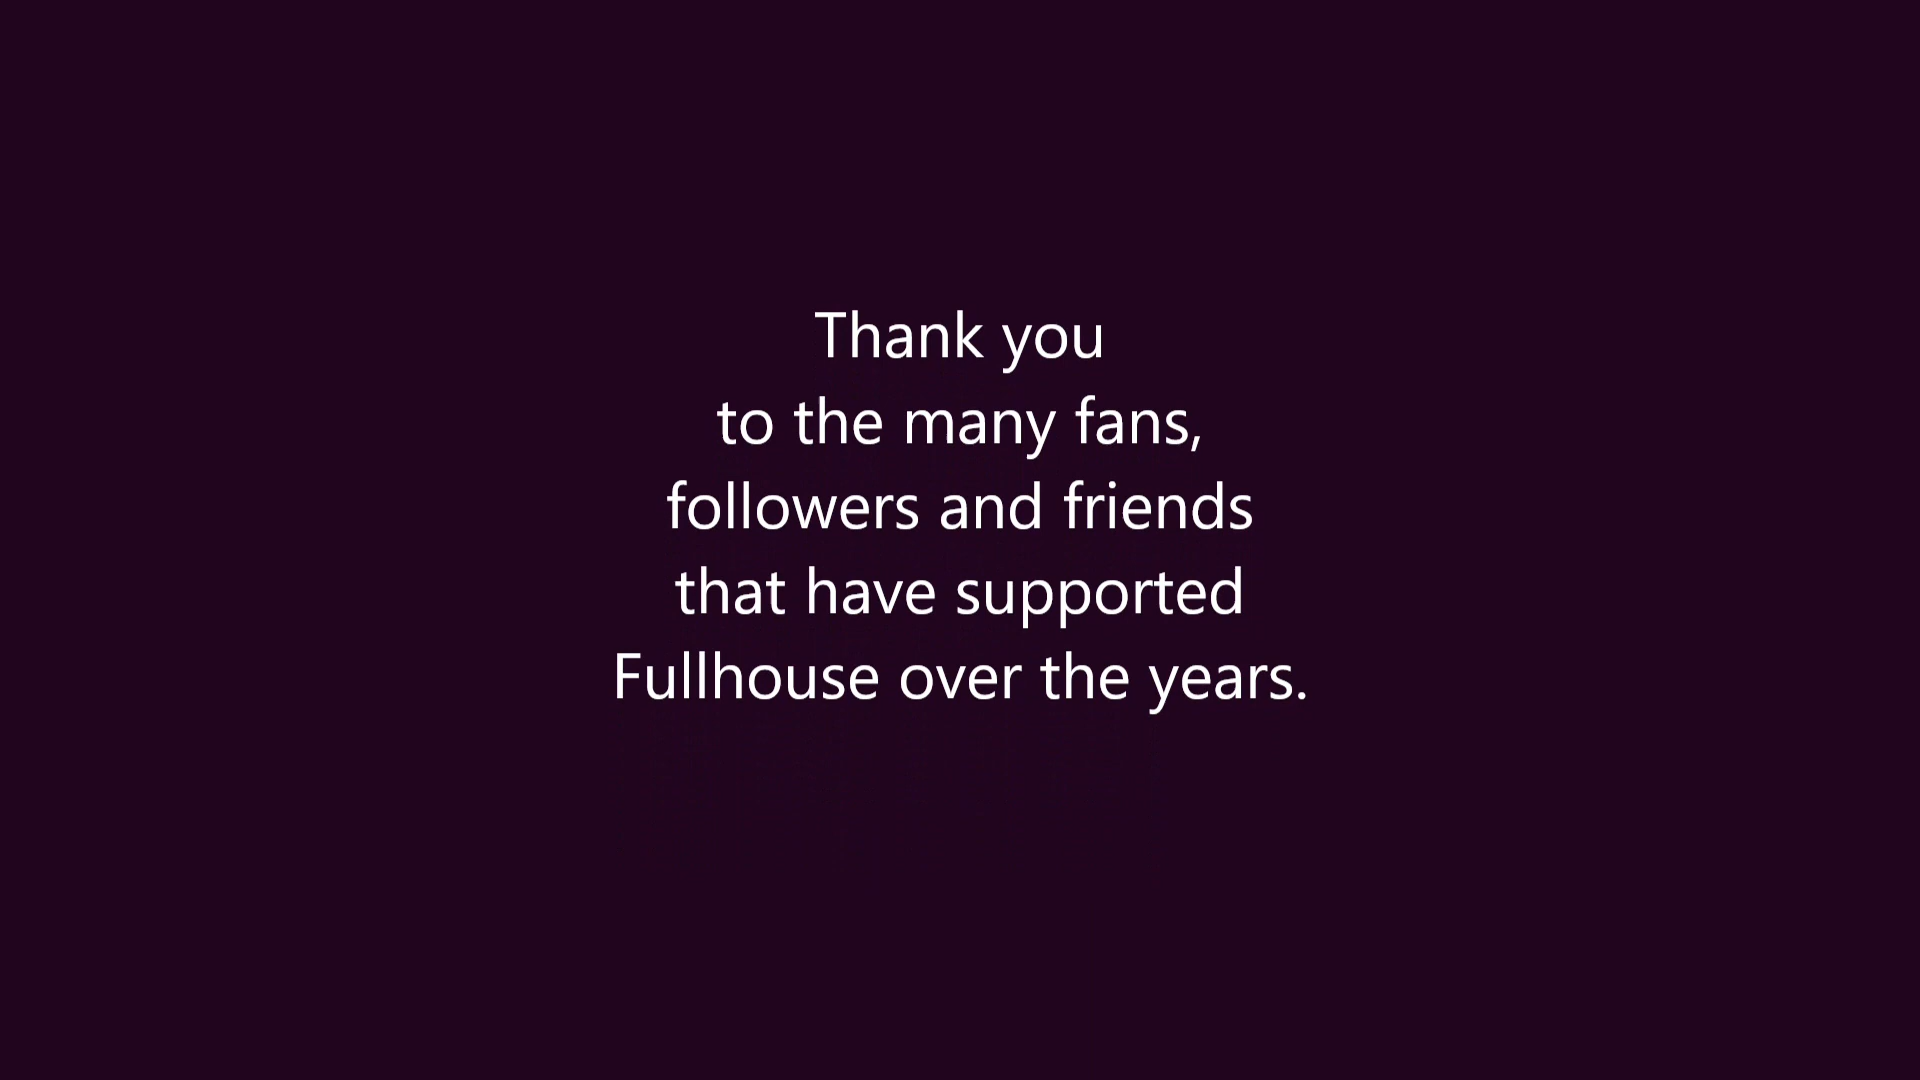 Thank you
to the many fans,
followers and friends
that have supported
Fullhouse over the years.